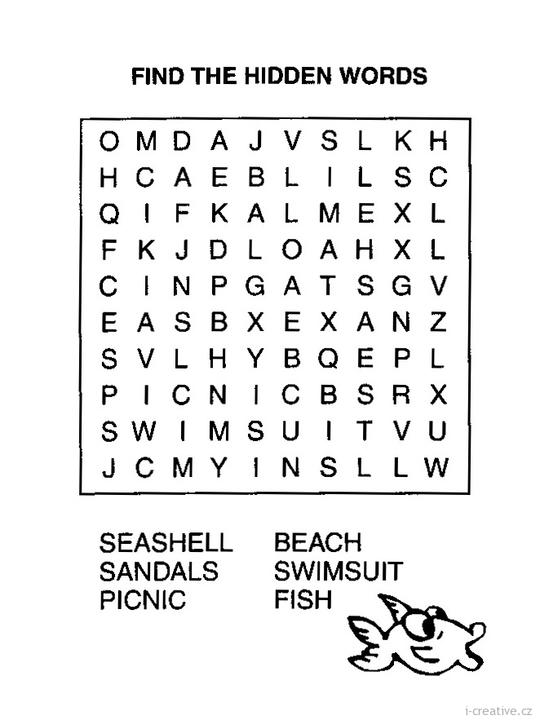 FIND THE HIDDEN WORDS
O M D A J V S L K H
H C A E B L I L S C
Q I F K A L M E X L
F K J D L O A H X L
C I N P G A T S G V
E A S B X E X A N Z
S V L H Y B Q E P L
P I C N I C B S R X
S W I M S U I T V U
J C M Y I N S L L W
SEASHELL BEACH
SANDALS SWIMSUIT
PICNIC FISH
i-creative.cz